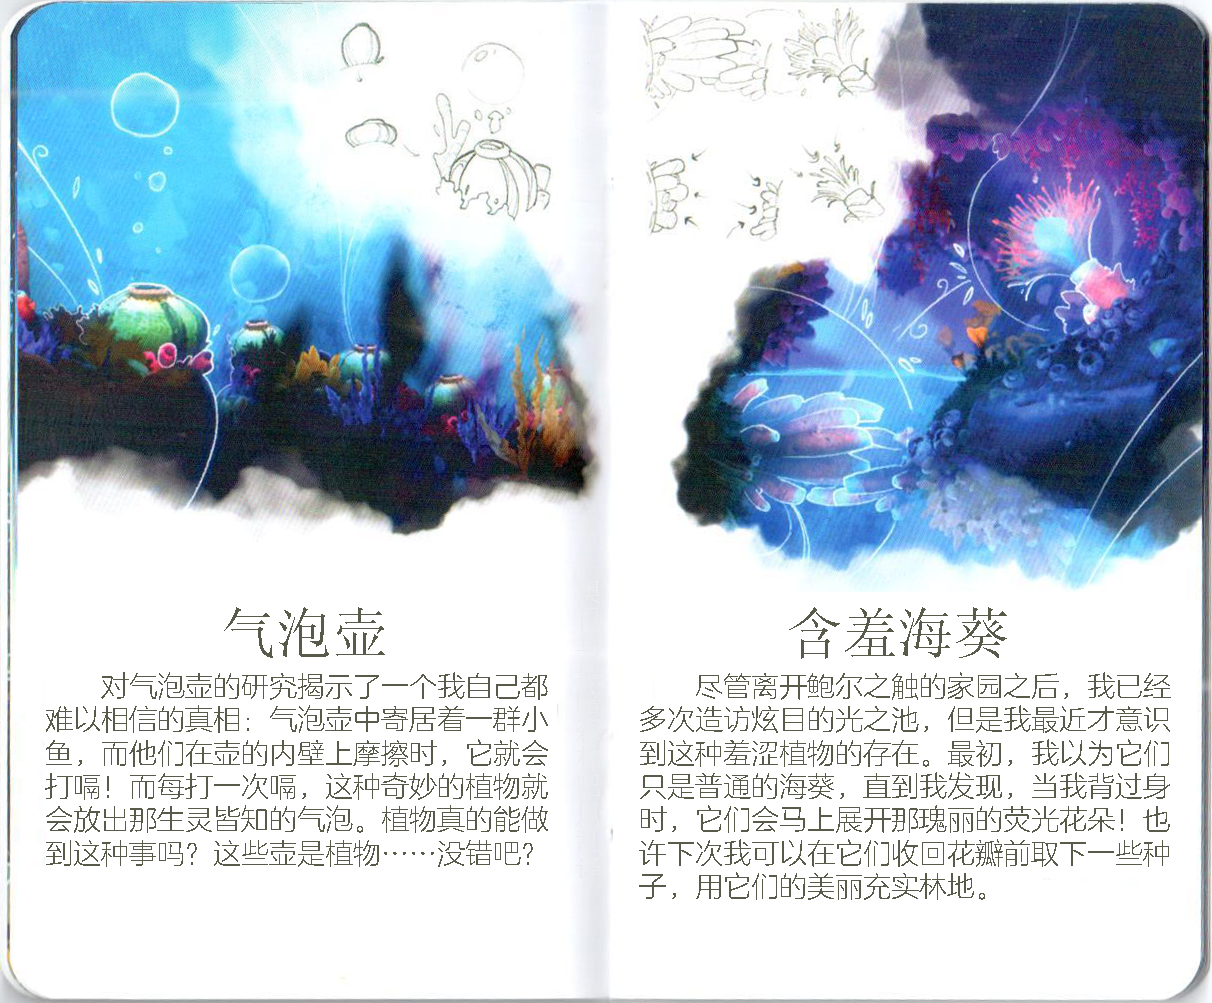 气泡壶
对气泡壶的研究揭示了一个我自己都
难以相信的真相：气泡壶中寄居着一群小
鱼，而他们在壶的内壁上摩擦时，它就会
打嗝！而每打一次嗝，这种奇妙的植物就
会放出那生灵皆知的气泡。植物真的能做
到这种事吗？这些壶是植物……没错吧？
含羞海葵
尽管离开鲍尔之触的家园之后，我已经
多次造访炫目的光之池，但是我最近才意识
到这种羞涩植物的存在。最初，我以为它们
只是普通的海葵，直到我发现，当我背过身
时，它们会马上展开那瑰丽的荧光花朵！也
许下次我可以在它们收回花瓣前取下一些种
子，用它们的美丽充实林地。